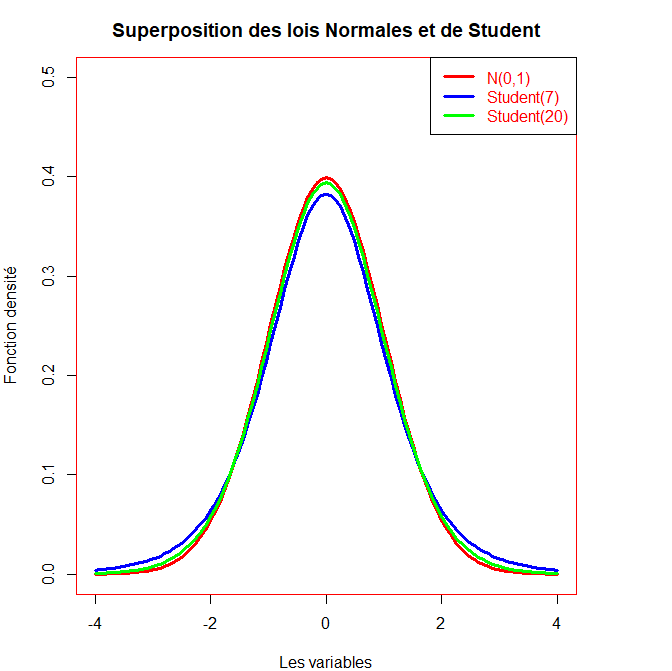 Superposition des lois Normales et de Student
N(0,1)
Student(7)
Student(20)
Fonction densité
0.5
0.4
0.3
0.2
0.1
0.0
-4
-2
0
2
4
Les variables